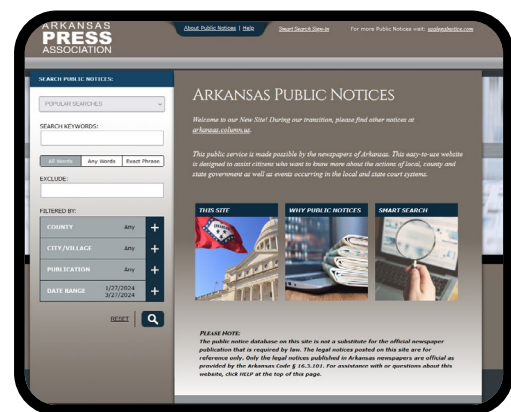 ARKANSAS
PRESS
ASSOCIATION
About Public Notices | Help
Smart Search Sign-in
For more Public Notices visit: usalegalnotice.com
SEARCH PUBLIC NOTICES:
POPULAR SEARCHES
SEARCH KEYWORDS:
All Words Any Words Exact Phrase
EXCLUDE:
FILTERED BY:
COUNTY Any +
CITY/VILLAGE Any +
PUBLICATION Any +
DATE RANGE 1/27/2024 +
3/27/2024
RESET
ARKANSAS PUBLIC NOTICES
Welcome to our New Site! During our transition, please find other notices at
arkansas.column.us.
This public service is made possible by the newspapers of Arkansas. This easy-to-use website
is designed to assist citizens who want to know more about the actions of local, county and
state government as well as events occurring in the local and state court systems.
THIS SITE
WHY PUBLIC NOTICES
SMART SEARCH
PLEASE NOTE:
The public notice database on this site is not a substitute for the official newspaper
publication that is required by law. The legal notices posted on this site are for
reference only. Only the legal notices published in Arkansas newspapers are official as
provided by the Arkansas Code § 16.3.101. For assistance with or questions about this
website, click HELP at the top of this page.